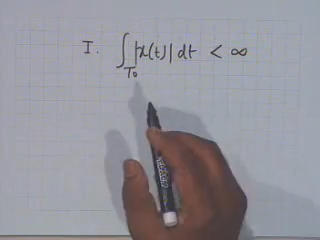 I. ∫_{T₀} |x(t)| dt < ∞